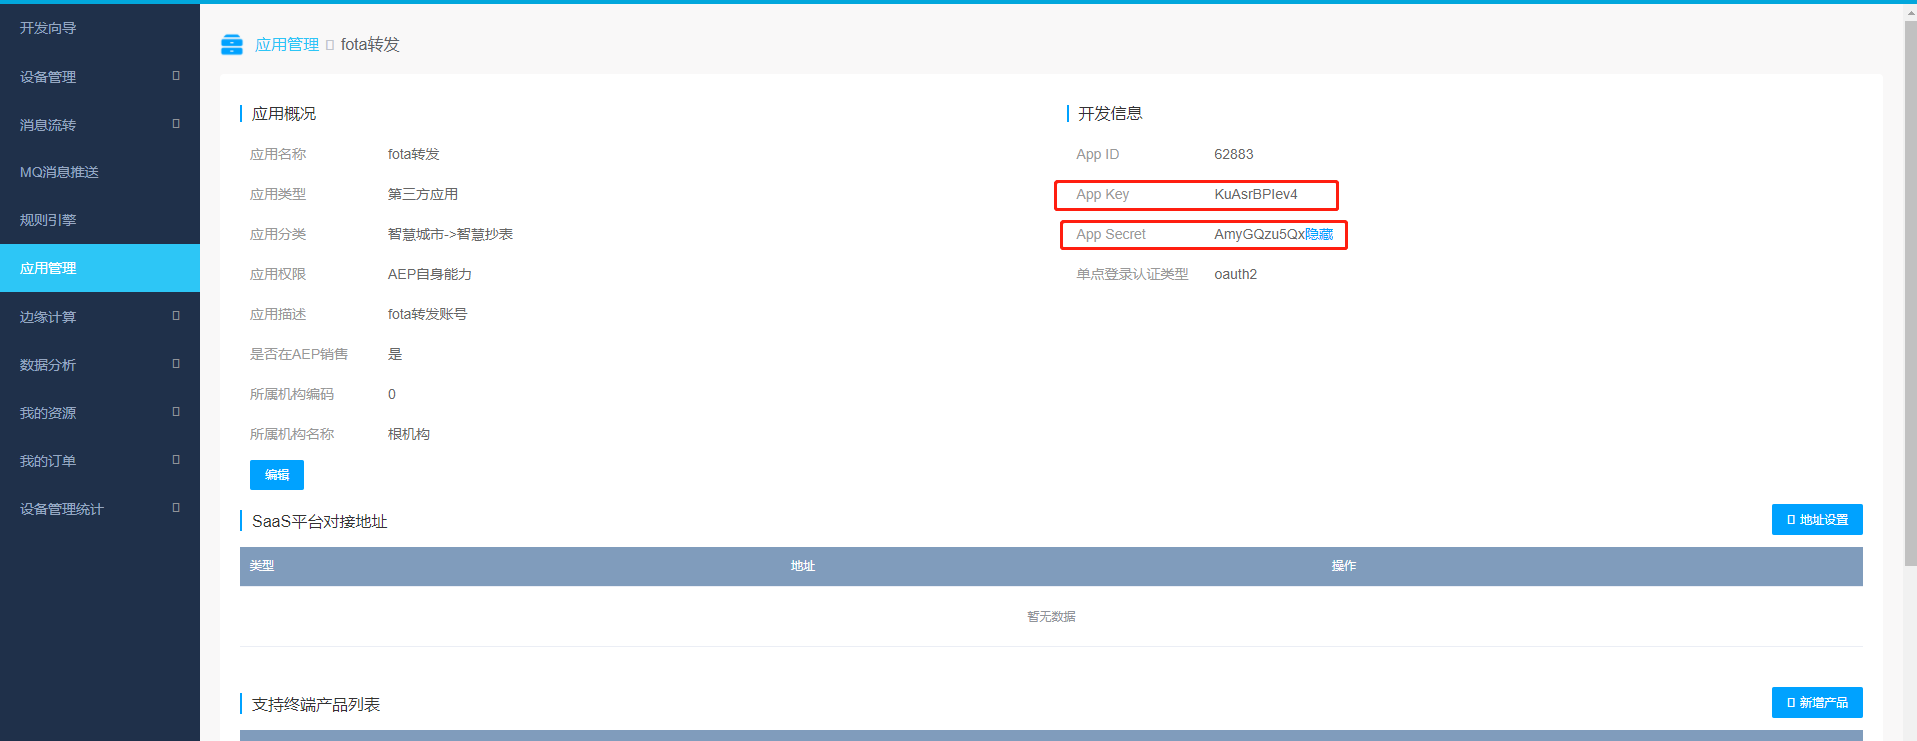 开发向导
设备管理
消息流转
MQ消息推送
规则引擎
应用管理
边缘计算
数据分析
我的资源
我的订单
设备管理统计
应用管理 fota转发
应用概况
应用名称 fota转发
应用类型 第三方应用
应用分类 智慧城市->智慧抄表
应用权限 AEP自身能力
应用描述 fota转发账号
是否在AEP销售 是
所属机构编码 0
所属机构名称 根机构
编辑
开发信息
App ID 62883
App Key KuAsrBPIev4
App Secret AmyGQzu5Qx隐藏
单点登录认证类型 oauth2
SaaS平台对接地址
地址设置
类型 地址 操作
暂无数据
支持终端产品列表
新增产品